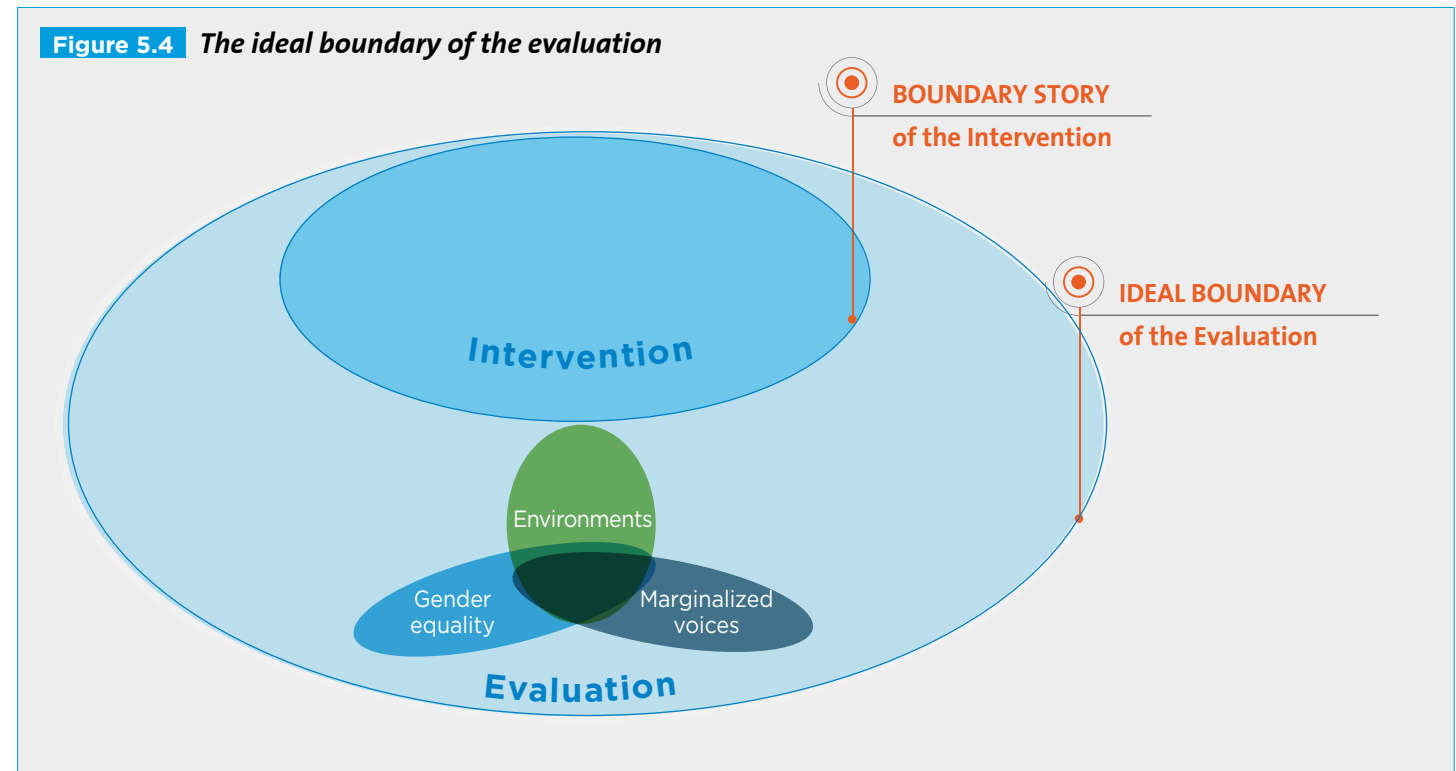 Figure 5.4 The ideal boundary of the evaluation
BOUNDARY STORY
of the Intervention
IDEAL BOUNDARY
of the Evaluation
Intervention
Environments
Gender
equality
Marginalized
voices
Evaluation